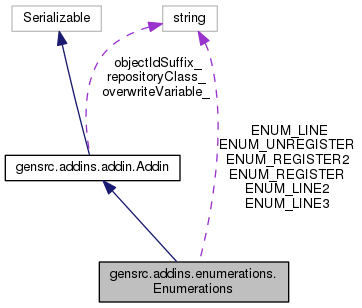 Serializable
string
objectIdSuffix_
repositoryClass_
overwriteVariable_
ENUM_LINE
ENUM_UNREGISTER
ENUM_REGISTER2
ENUM_REGISTER
ENUM_LINE2
ENUM_LINE3
gensrc.addins.addin.Addin
gensrc.addins.enumerations.
Enumerations